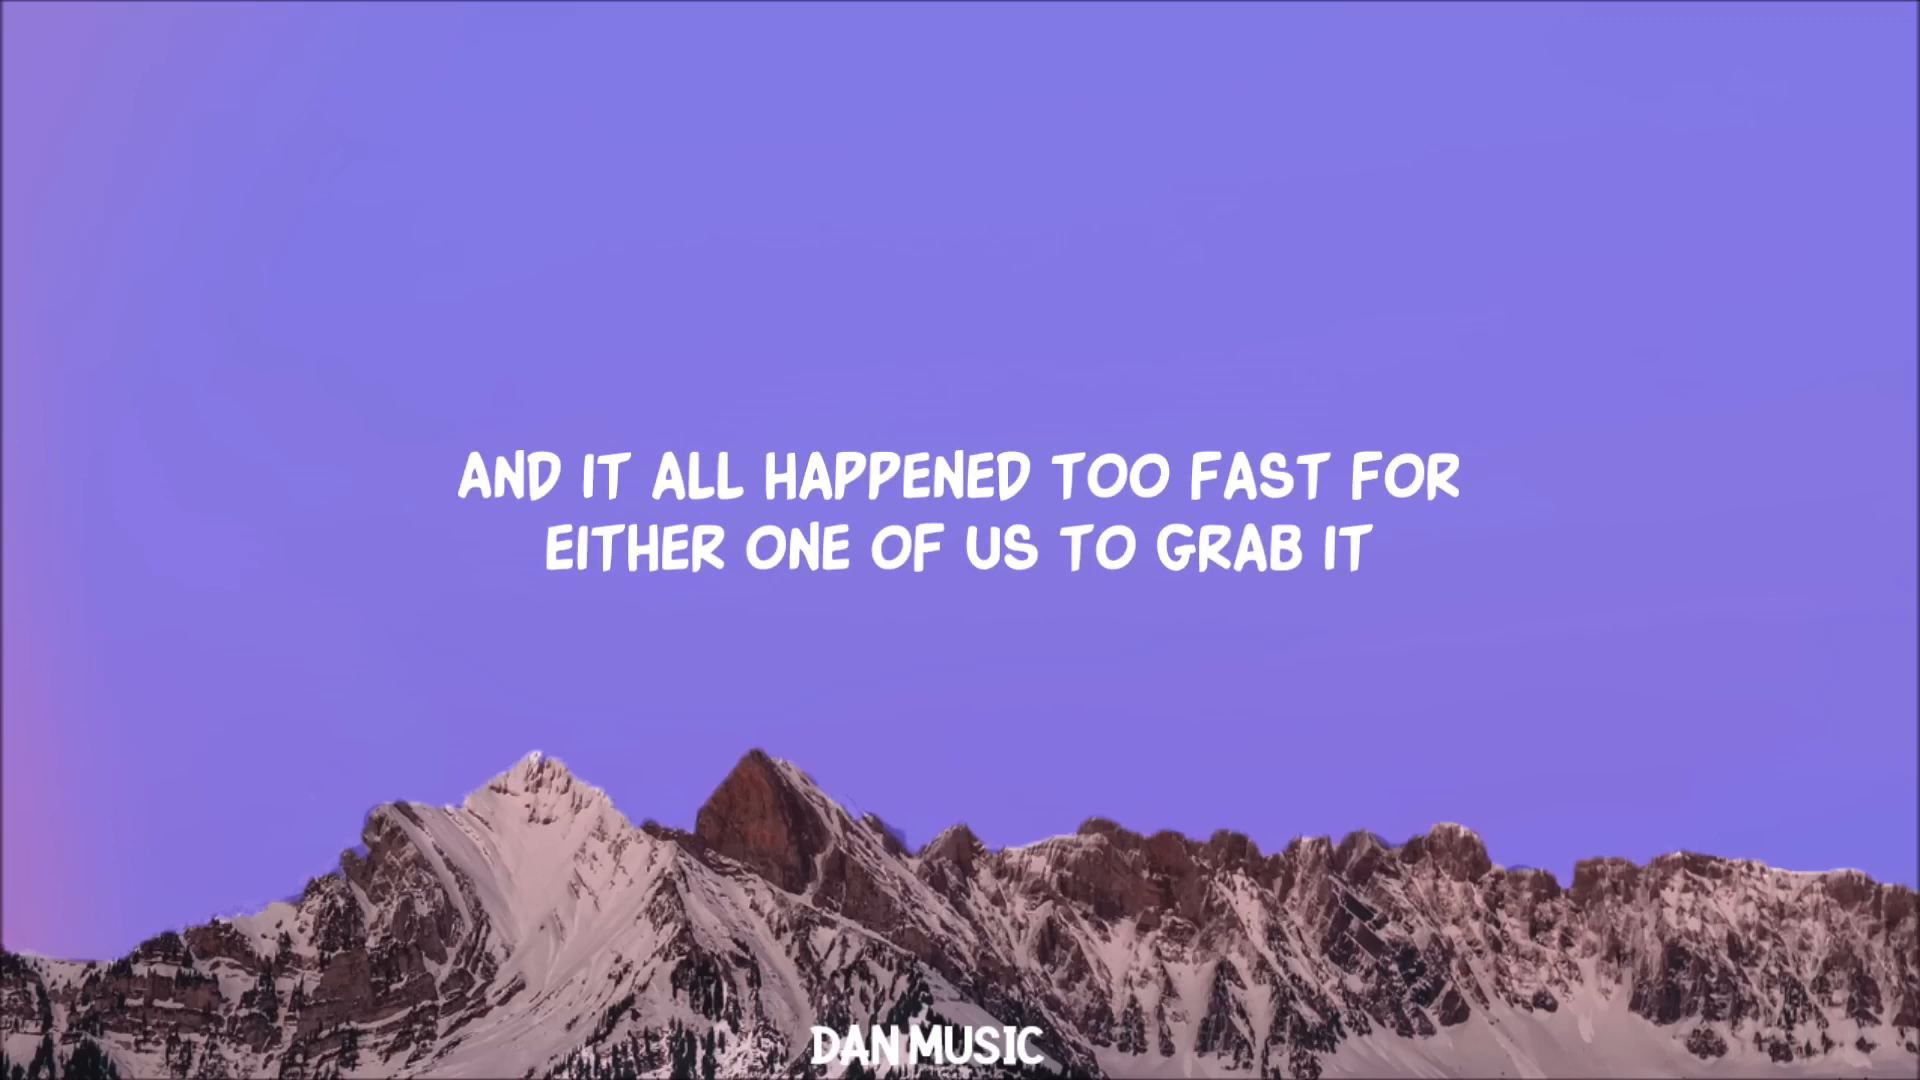 AND IT ALL HAPPENED TOO FAST FOR
EITHER ONE OF US TO GRAB IT
DAN MUSIC